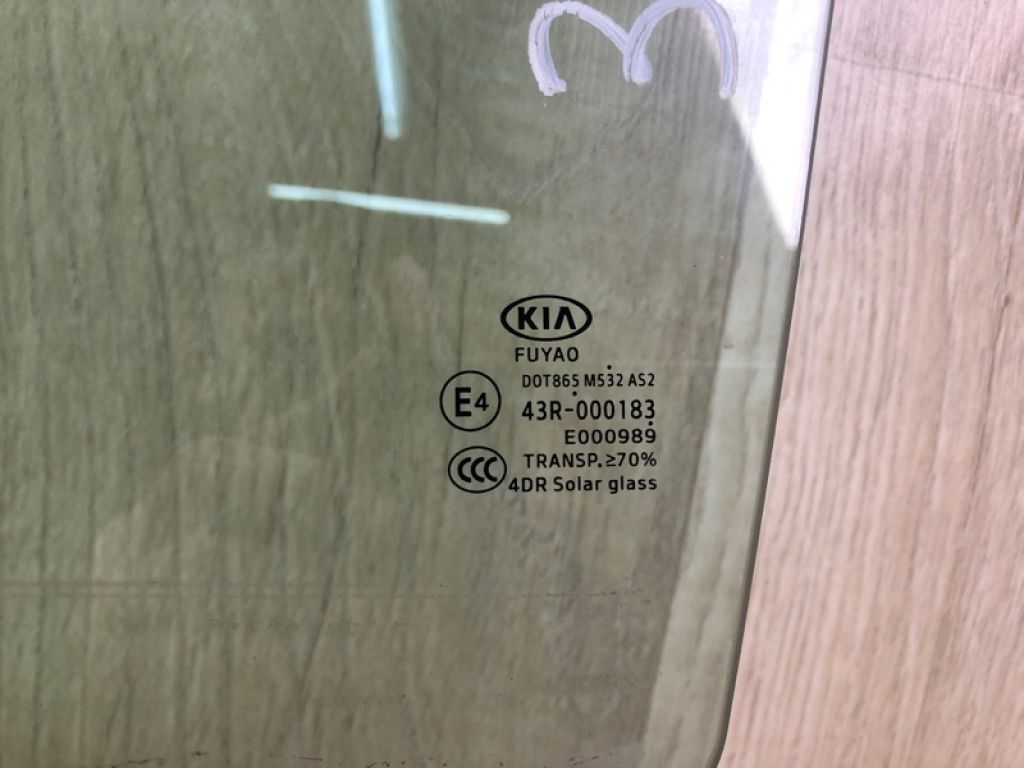 3
KIA
FUYAO
DOT865 M532 AS2
E4
43R-000183
E000989
CCC
TRANSP.≥70%
4DR Solar glass